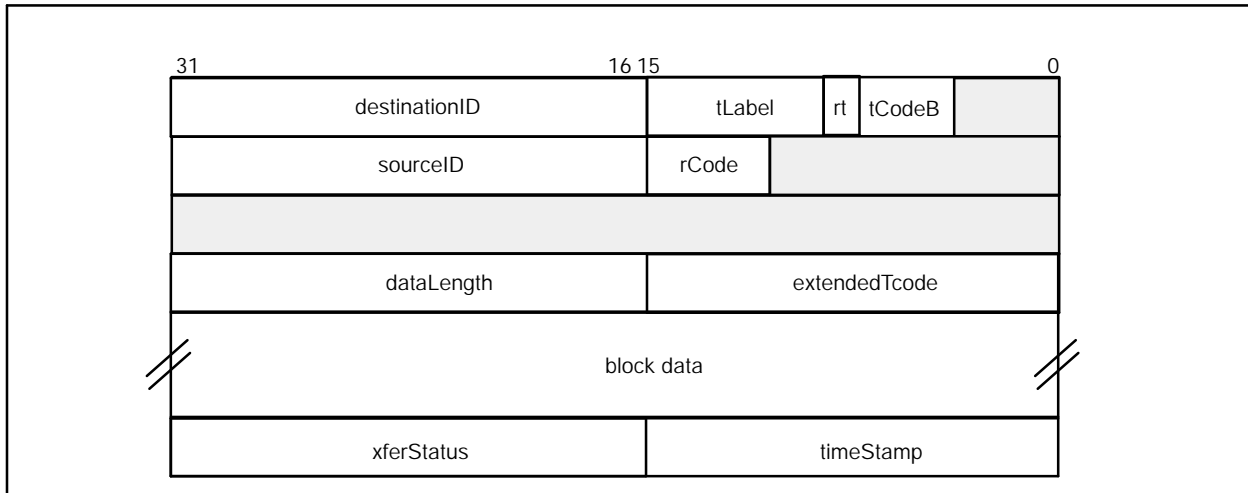 31 16 15 0
destinationID tLabel rt tCodeB
sourceID rCode
dataLength extendedTcode
block data
xferStatus timeStamp